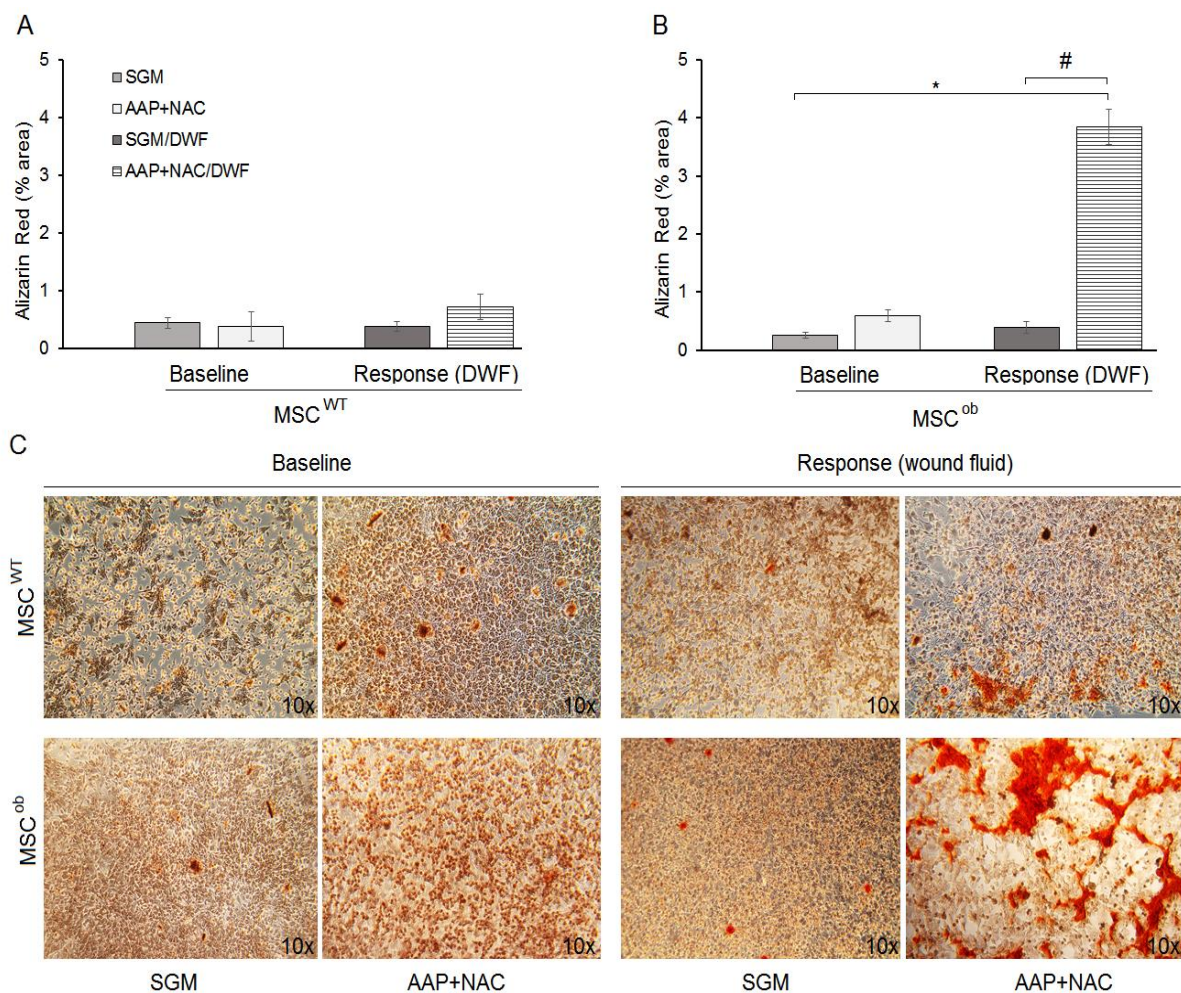 A
Alizarin Red (% area)
5
4
3
2
1
0
SGM
AAP+NAC
SGM/DWF
AAP+NAC/DWF
Baseline Response (DWF)
MSC WT
B
Alizarin Red (% area)
5
4
3
2
1
0
* #
Baseline Response (DWF)
MSC ob
C
Baseline Response (wound fluid)
MSC WT
10x 10x 10x 10x
MSC ob
10x 10x 10x 10x
SGM AAP+NAC SGM AAP+NAC